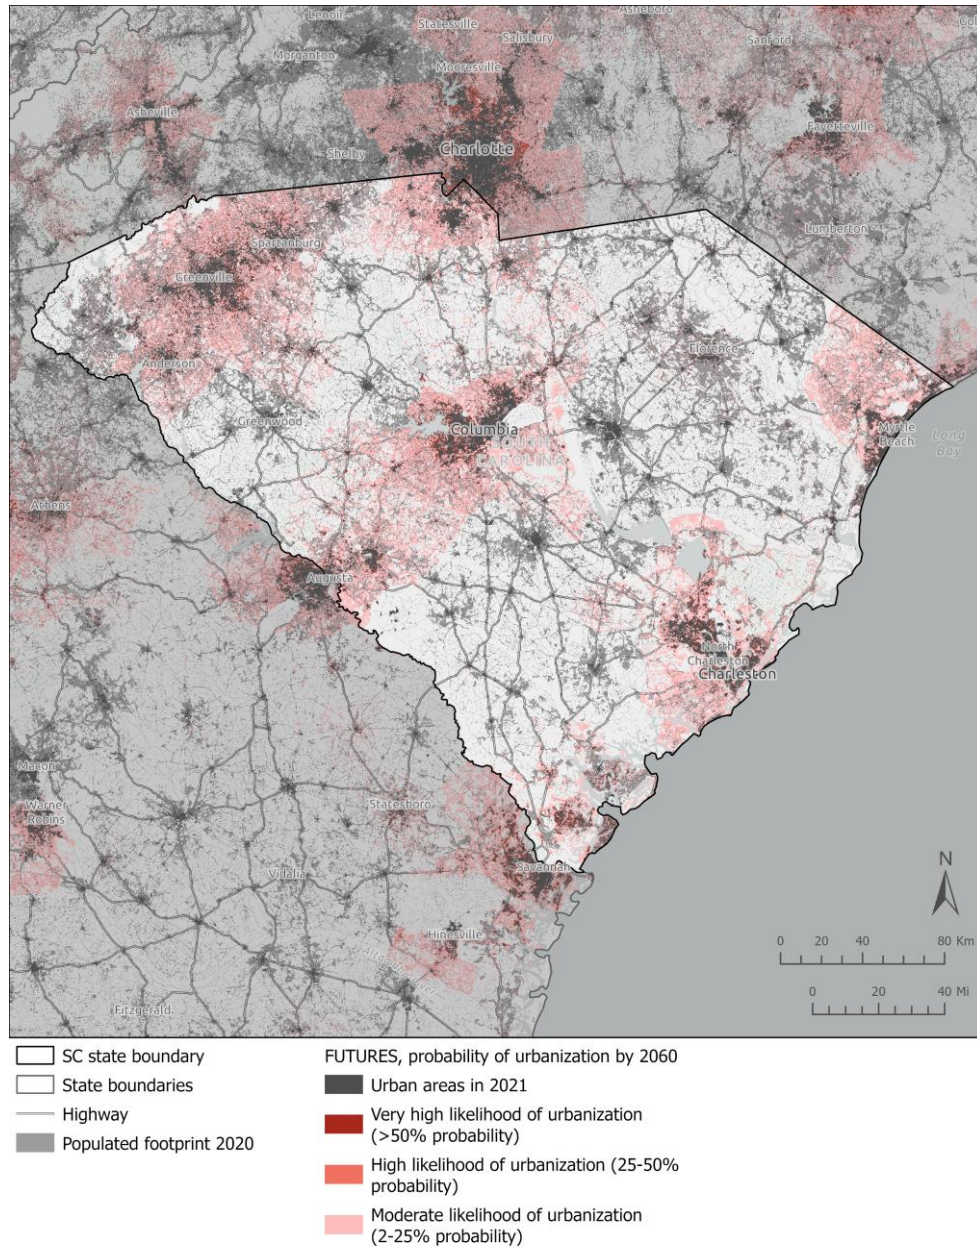 Lenoir
Statesville
Asheboro
Salisbury
Morganton
Sanford
Mooresville
Asheville
Fayetteville
Shelby
Charlotte
Lumberton
Spartanburg
Greenville
Florence
Anderson
Greenwood
Columbia
Myrtle
Beach
Long
Bay
SOUTH
CAROLINA
Athens
Augusta
North
Charleston
Charleston
Macon
Warner
Robins
Statesboro
Vidalia
Savannah
Hinesville
Fitzgerald
N
0 20 40 80 Km
0 20 40 Mi
SC state boundary
State boundaries
Highway
Populated footprint 2020
FUTURES, probability of urbanization by 2060
Urban areas in 2021
Very high likelihood of urbanization
(>50% probability)
High likelihood of urbanization (25-50%
probability)
Moderate likelihood of urbanization
(2-25% probability)